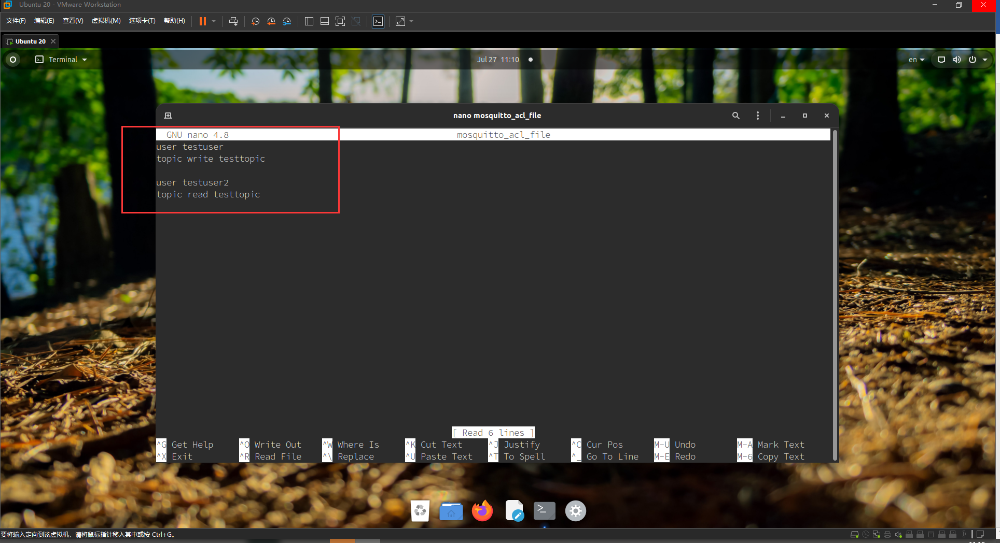 Ubuntu 20 - VMware Workstation
文件(F) 编辑(E) 查看(V) 虚拟机(M) 选项卡(T) 帮助(H)
Ubuntu 20
Terminal
Jul 27 11:10
en
nano mosquitto_acl_file
GNU nano 4.8 mosquitto_acl_file
user testuser
topic write testtopic
user testuser2
topic read testtopic
[ Read 6 lines ]
^G Get Help ^O Write Out ^W Where Is ^K Cut Text ^J Justify ^C Cur Pos M-U Undo M-A Mark Text
^X Exit ^R Read File ^\ Replace ^U Paste Text ^T To Spell ^_ Go To Line M-E Redo M-6 Copy Text
要将输入定向到该虚拟机，请将鼠标指针移入其中或按 Ctrl+G。